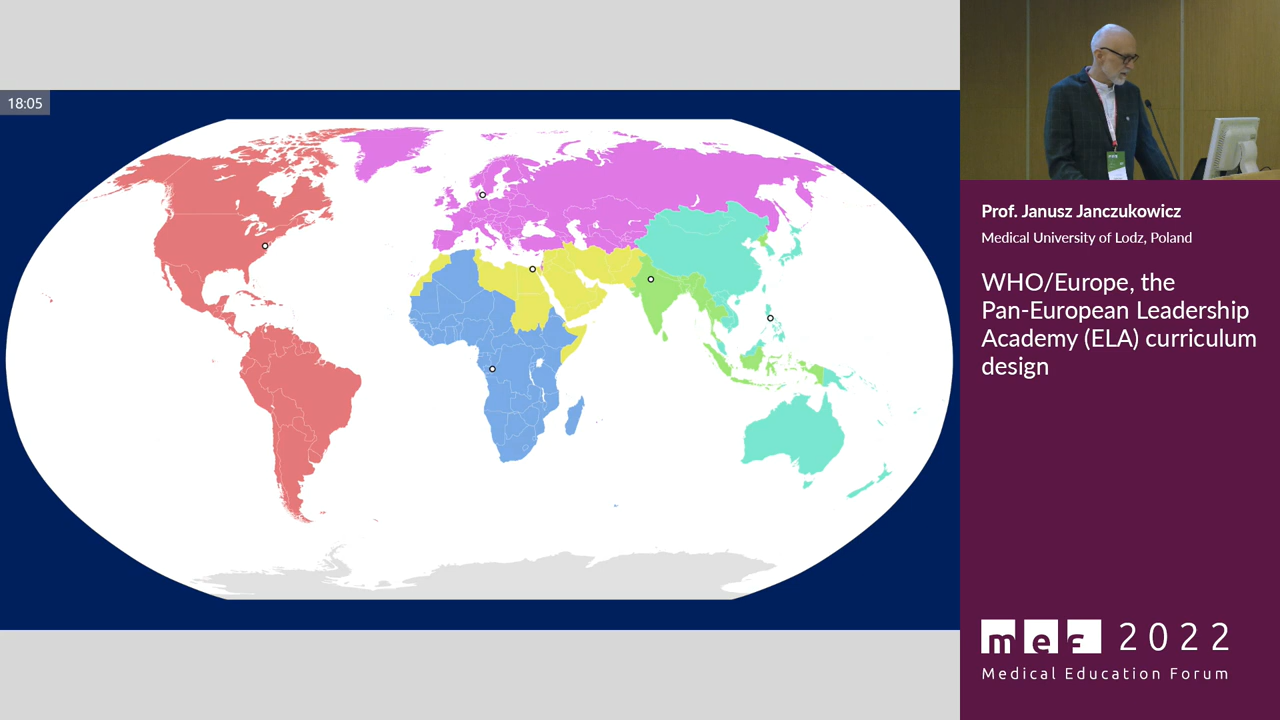 18:05
Prof. Janusz Janczukowicz
Medical University of Lodz, Poland
WHO/Europe, the
Pan-European Leadership
Academy (ELA) curriculum
design
mef 2022
Medical Education Forum